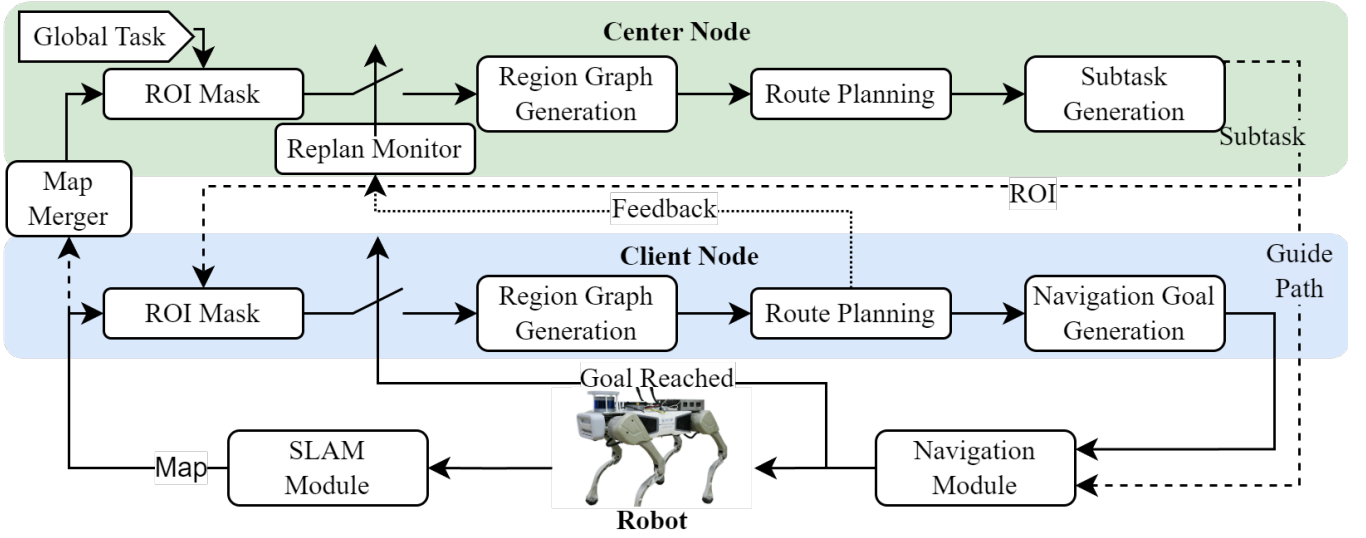 Global Task
Center Node
ROI Mask
Region Graph
Generation
Route Planning
Subtask
Generation
Replan Monitor
Subtask
Map
Merger
ROI
Feedback
Client Node
Guide
Path
ROI Mask
Region Graph
Generation
Route Planning
Navigation Goal
Generation
Goal Reached
Map
SLAM
Module
Navigation
Module
Robot